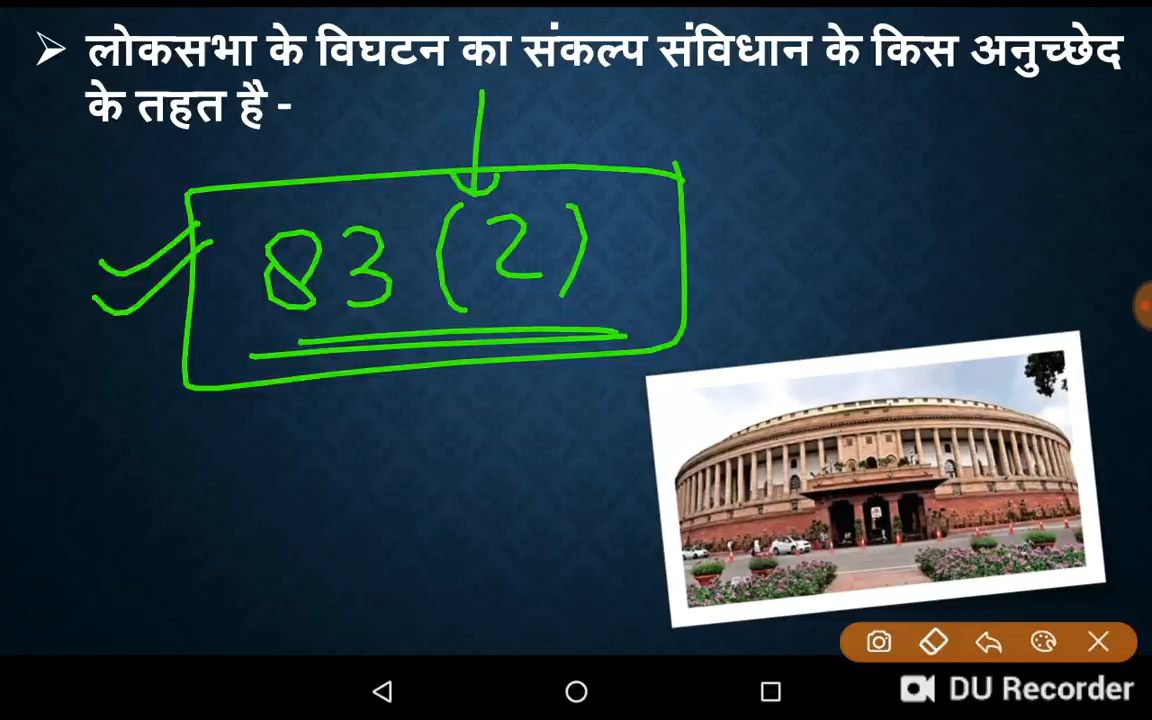 ➢ लोकसभा के विघटन का संकल्प संविधान के किस अनुच्छेद
के तहत है -
83 (2)
DU Recorder